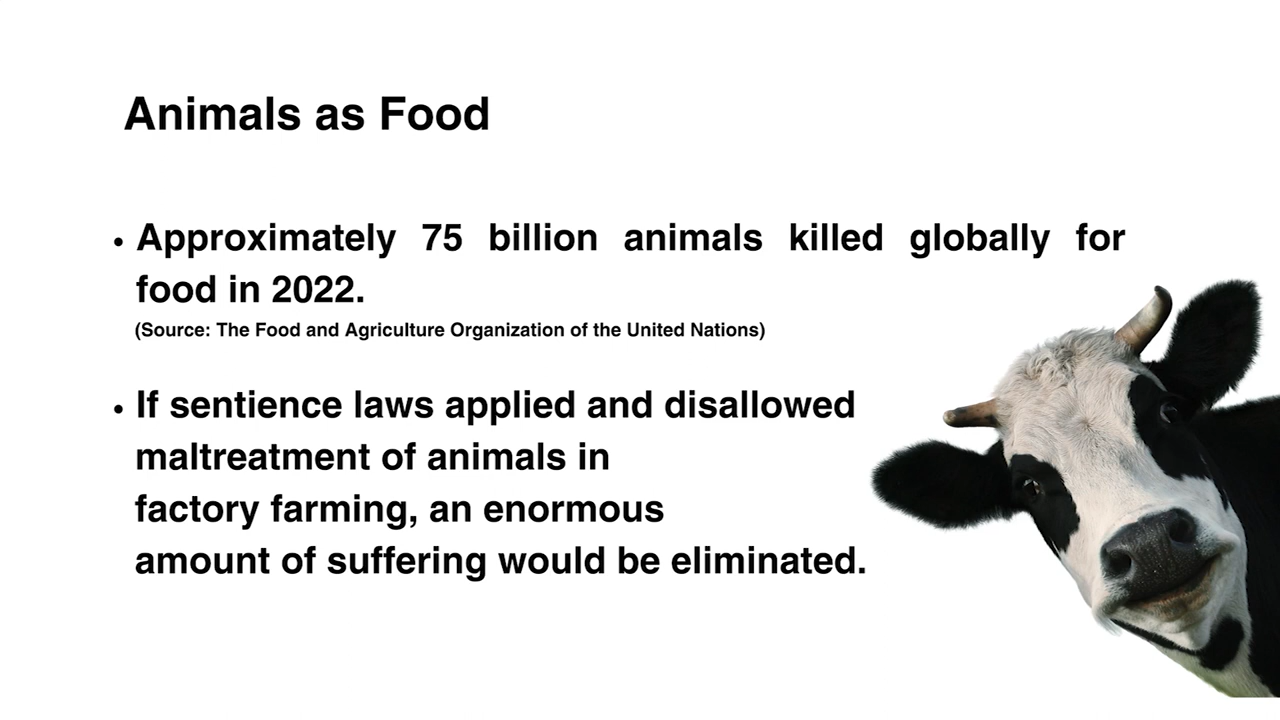 Animals as Food
• Approximately 75 billion animals killed globally for
food in 2022.
(Source: The Food and Agriculture Organization of the United Nations)
• If sentience laws applied and disallowed
maltreatment of animals in
factory farming, an enormous
amount of suffering would be eliminated.